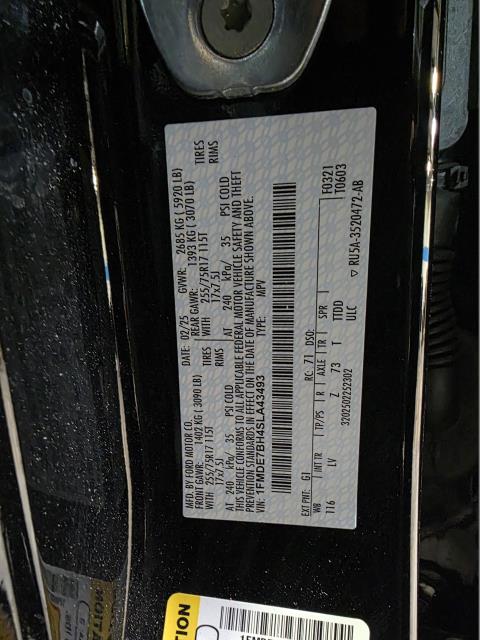 MFD. BY FORD MOTOR CO.
DATE: 02/25 GVWR: 2685 KG ( 5920 LB)
FRONT GAWR: 1402 KG ( 3090 LB) REAR GAWR: 1393 KG ( 3070 LB)
255/75R17 115T TIRES WITH 255/75R17 115T TIRES
17x7.5J RIMS 17x7.5J RIMS
AT 240 kPa/ 35 PSI COLD AT 240 kPa/ 35 PSI COLD
THIS VEHICLE CONFORMS TO ALL APPLICABLE FEDERAL MOTOR VEHICLE SAFETY AND THEFT
PREVENTION STANDARDS IN EFFECT ON THE DATE OF MANUFACTURE SHOWN ABOVE.
VIN: 1FMDE7BH4SLA43493 TYPE: MPV
F0321
T0603
EXT PNT: G1 RC: 71 DSO:
WB INT TR TP/PS R AXLE TR SPR
116 LV Z 73 T TTDD
3202502252302 ULC
▽ RU5A-3520472-AB